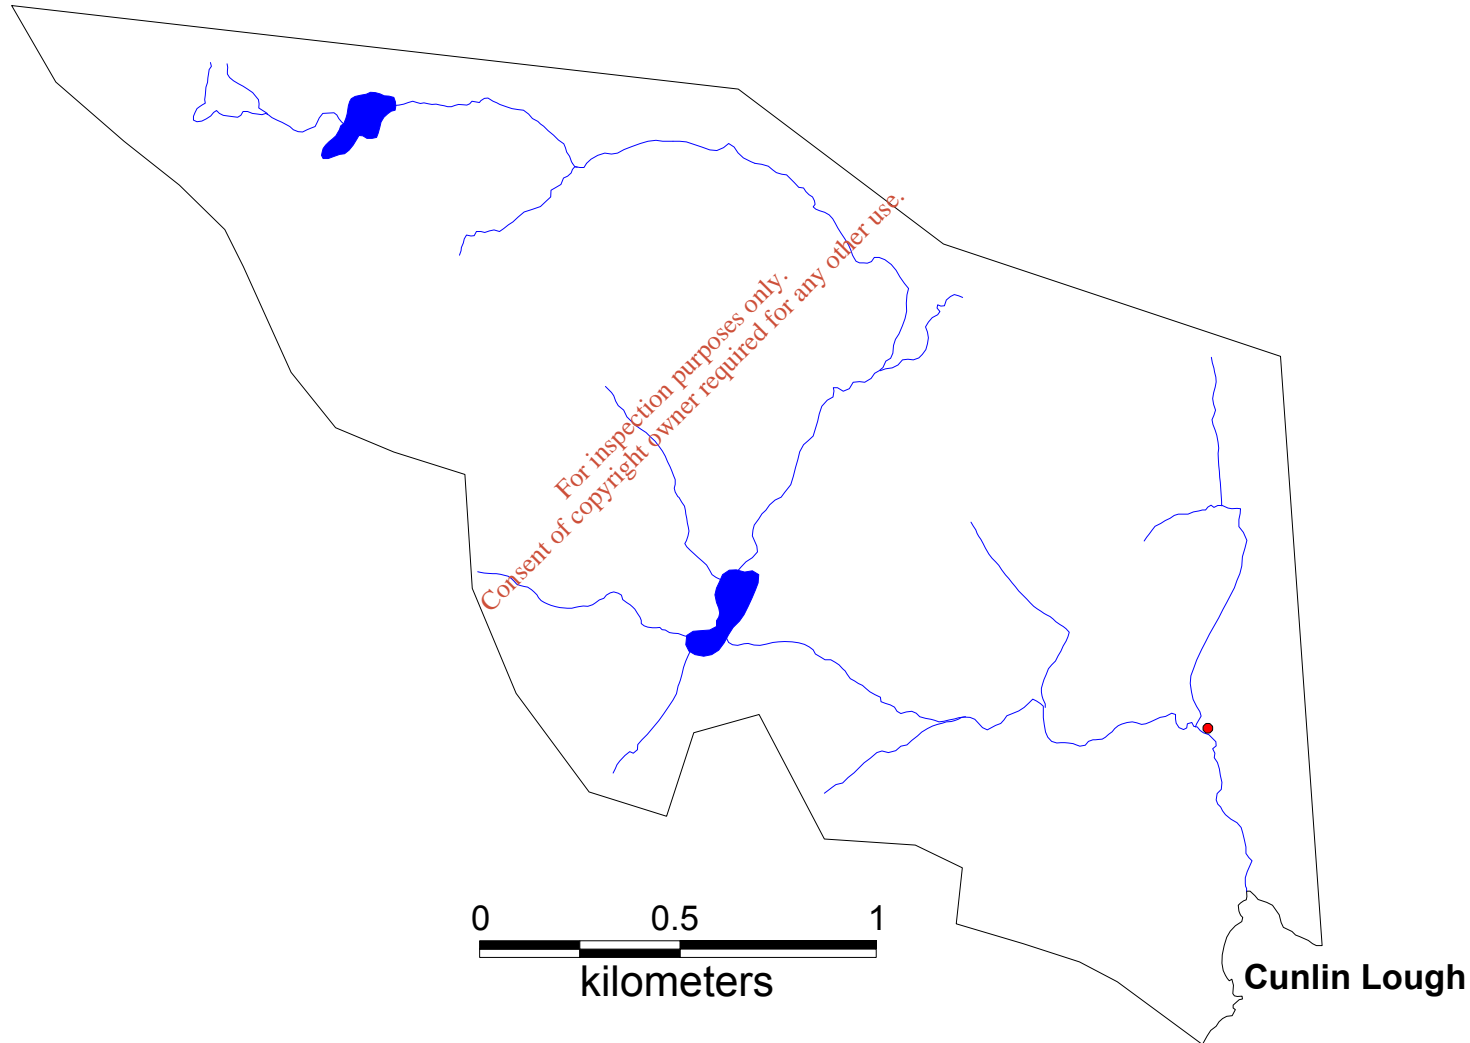 For inspection purposes only.
Consent of copyright owner required for any other use.
0 0.5 1
kilometers
Cunlin Lough